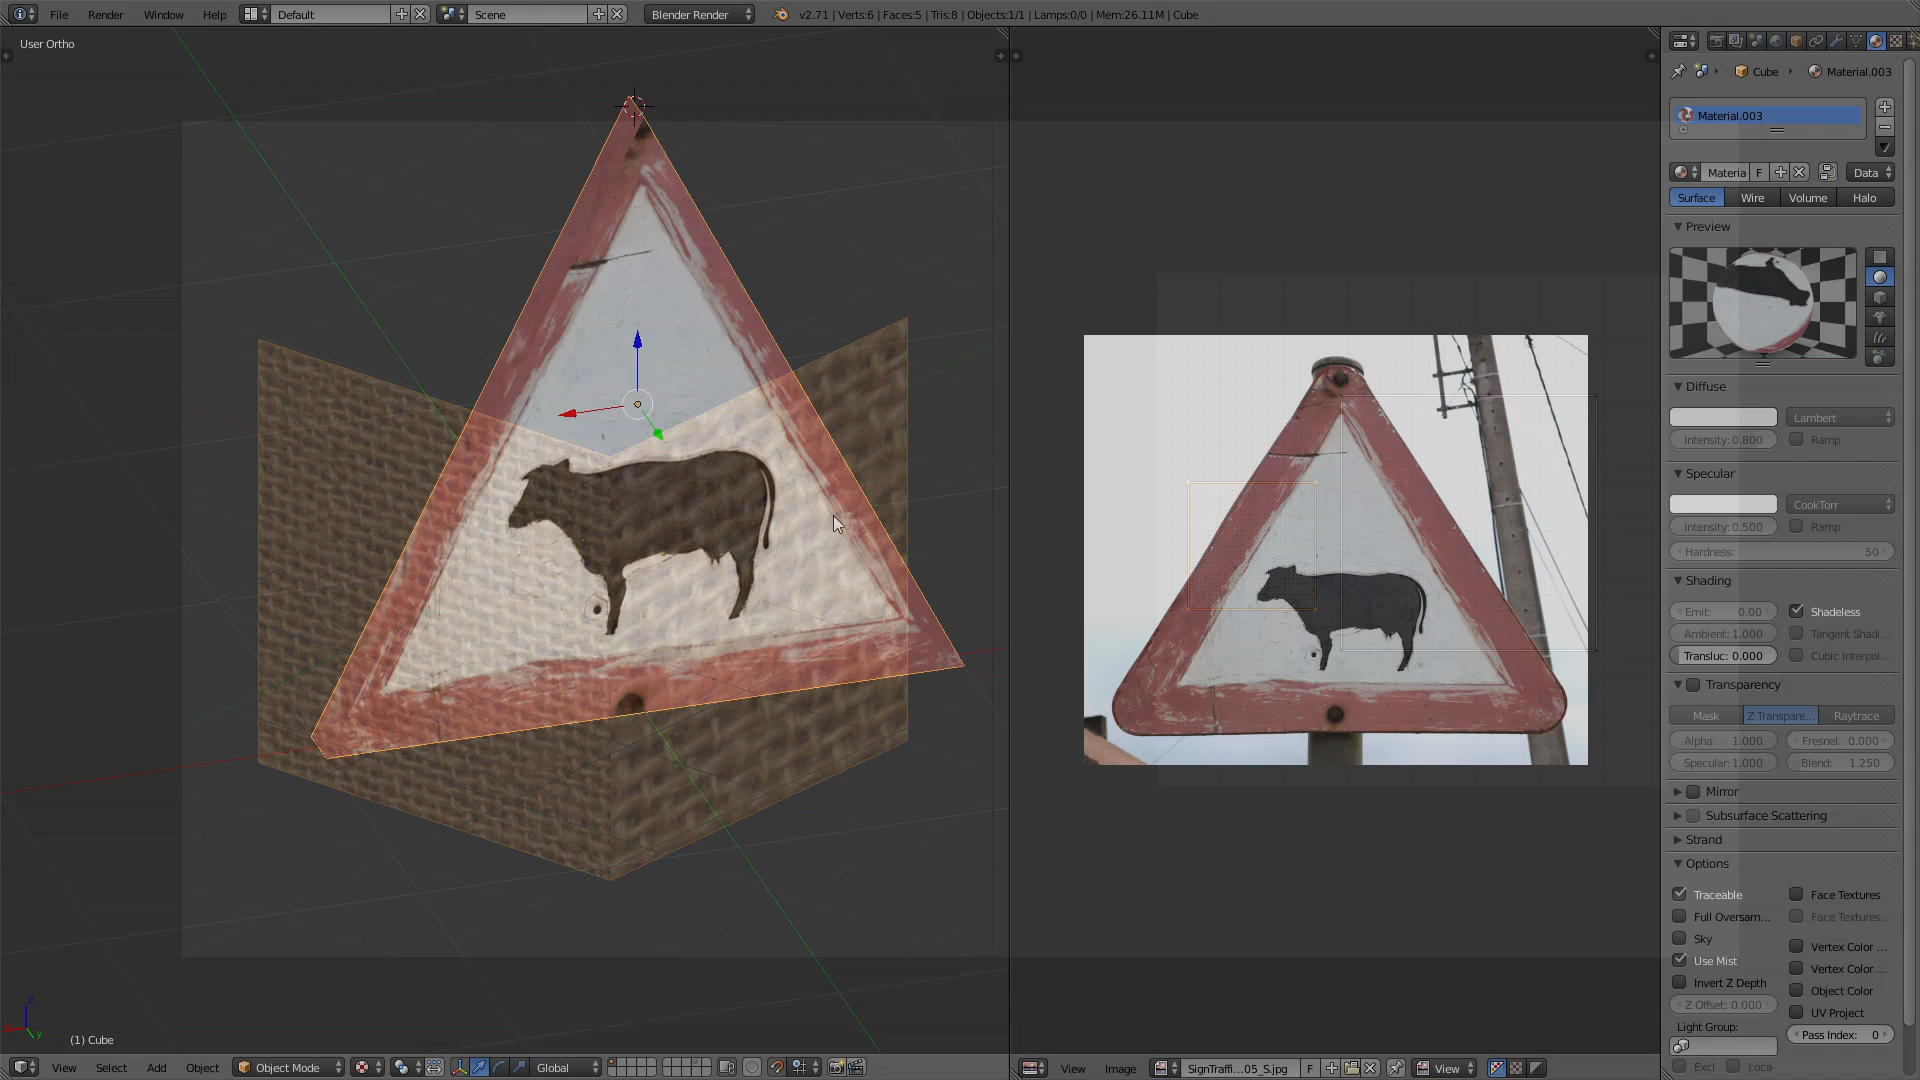 File Render Window Help Default Scene Blender Render v2.71 | Verts:6 | Faces:5 | Tris:8 | Objects:1/1 | Lamps:0/0 | Mem:26.11M | Cube
User Ortho
Cube Material.003
Material.003
Materia F Data
Surface Wire Volume Halo
Preview
Diffuse
Lambert
Intensity: 0.800 Ramp
Specular
CookTorr
Intensity: 0.500 Ramp
Hardness: 50
Shading
Emit: 0.00 Shadeless
Ambient: 1.000 Tangent Shadi...
Transluc: 0.000 Cubic Interpol...
Transparency
Mask Z Transpare... Raytrace
Alpha: 1.000 Fresnel: 0.000
Specular: 1.000 Blend: 1.250
Mirror
Subsurface Scattering
Strand
Options
Traceable Face Textures
Full Oversam... Face Textures...
Sky Vertex Color ...
Use Mist Vertex Color ...
Invert Z Depth Object Color
Z Offset: 0.000 UV Project
Light Group: Pass Index: 0
Excl Loca
z
y
(1) Cube
View Select Add Object Object Mode Global
View Image SignTraffi...05_S.jpg F View